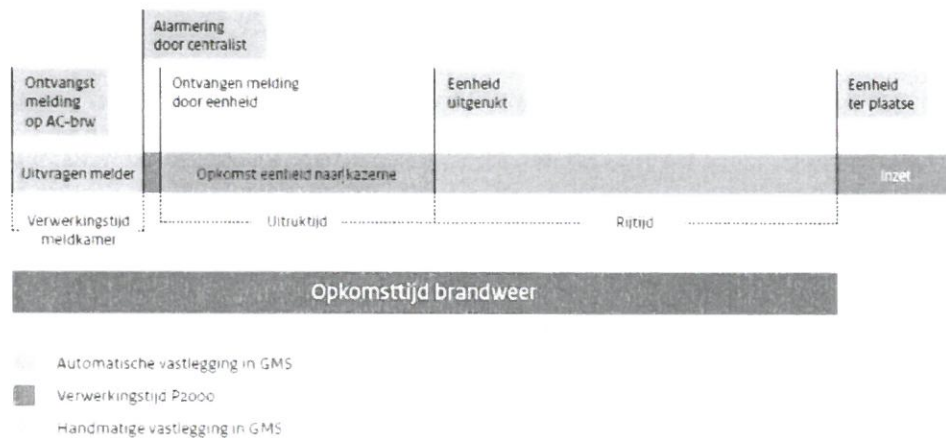 Alarmering
door centralist
Ontvangst
melding
op AC-brw
Ontvangen melding
door eenheid
Eenheid
uitgerukt
Eenheid
ter plaatse
Uitvragen melder
Opkomst eenheid naar kazerne
Inzet
Verwerkingstijd
meldkamer
Uitruktijd
Rijtijd
Opkomsttijd brandweer
Automatische vastlegging in GMS
Verwerkingstijd P2000
Handmatige vastlegging in GMS